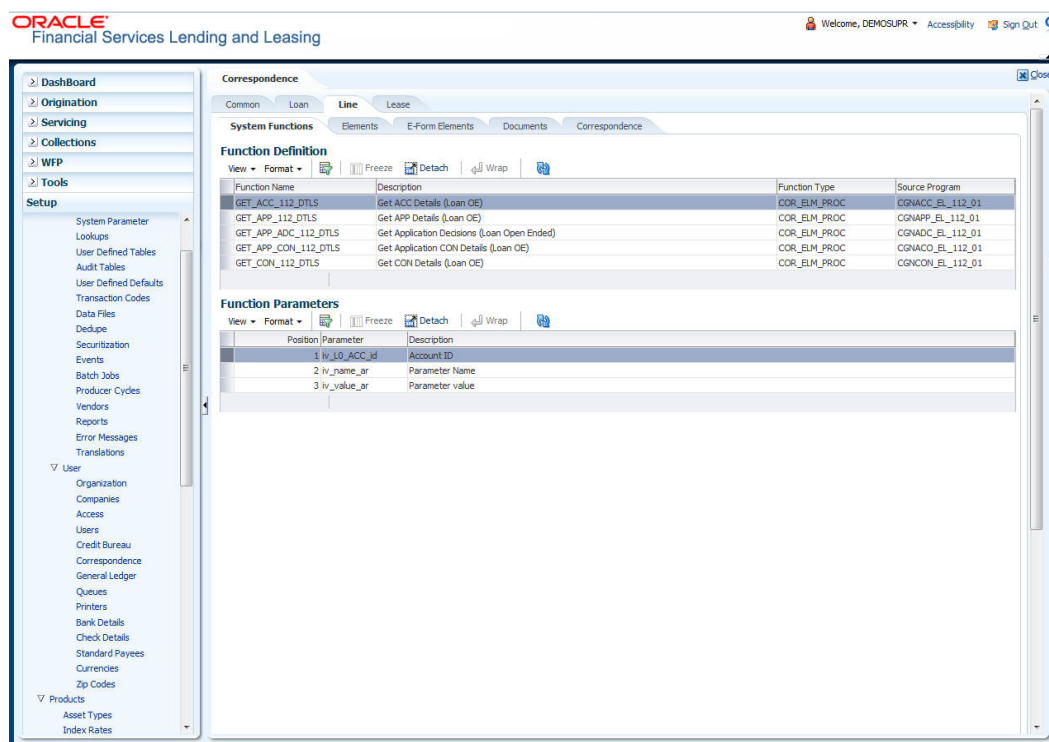 ORACLE
Financial Services Lending and Leasing
Welcome, DEMOSUPR
Accessibility
Sign Out
DashBoard
Origination
Servicing
Collections
WFP
Tools
Setup
System Parameter
Lookups
User Defined Tables
Audit Tables
User Defined Defaults
Transaction Codes
Data Files
Dedupe
Securitization
Events
Batch Jobs
Producer Cycles
Vendors
Reports
Error Messages
Translations
User
Organization
Companies
Access
Users
Credit Bureau
Correspondence
General Ledger
Queues
Printers
Bank Details
Check Details
Standard Payees
Currencies
Zip Codes
Products
Asset Types
Index Rates
Correspondence
Close
Common Loan Line Lease
System Functions Elements E-Form Elements Documents Correspondence
Function Definition
View Format Freeze Detach Wrap
Function Name Description Function Type Source Program
GET_ACC_112_DTLS Get ACC Details (Loan OE) COR_ELM_PROC CGNACC_EL_112_01
GET_APP_112_DTLS Get APP Details (Loan OE) COR_ELM_PROC CGNAPP_EL_112_01
GET_APP_ADC_112_DTLS Get Application Decisions (Loan Open Ended) COR_ELM_PROC CGNADC_EL_112_01
GET_APP_CON_112_DTLS Get Application CON Details (Loan OE) COR_ELM_PROC CGNACO_EL_112_01
GET_CON_112_DTLS Get CON Details (Loan OE) COR_ELM_PROC CGNCON_EL_112_01
Function Parameters
View Format Freeze Detach Wrap
Position Parameter Description
1 iv_L0_ACC_id Account ID
2 iv_name_ar Parameter Name
3 iv_value_ar Parameter value